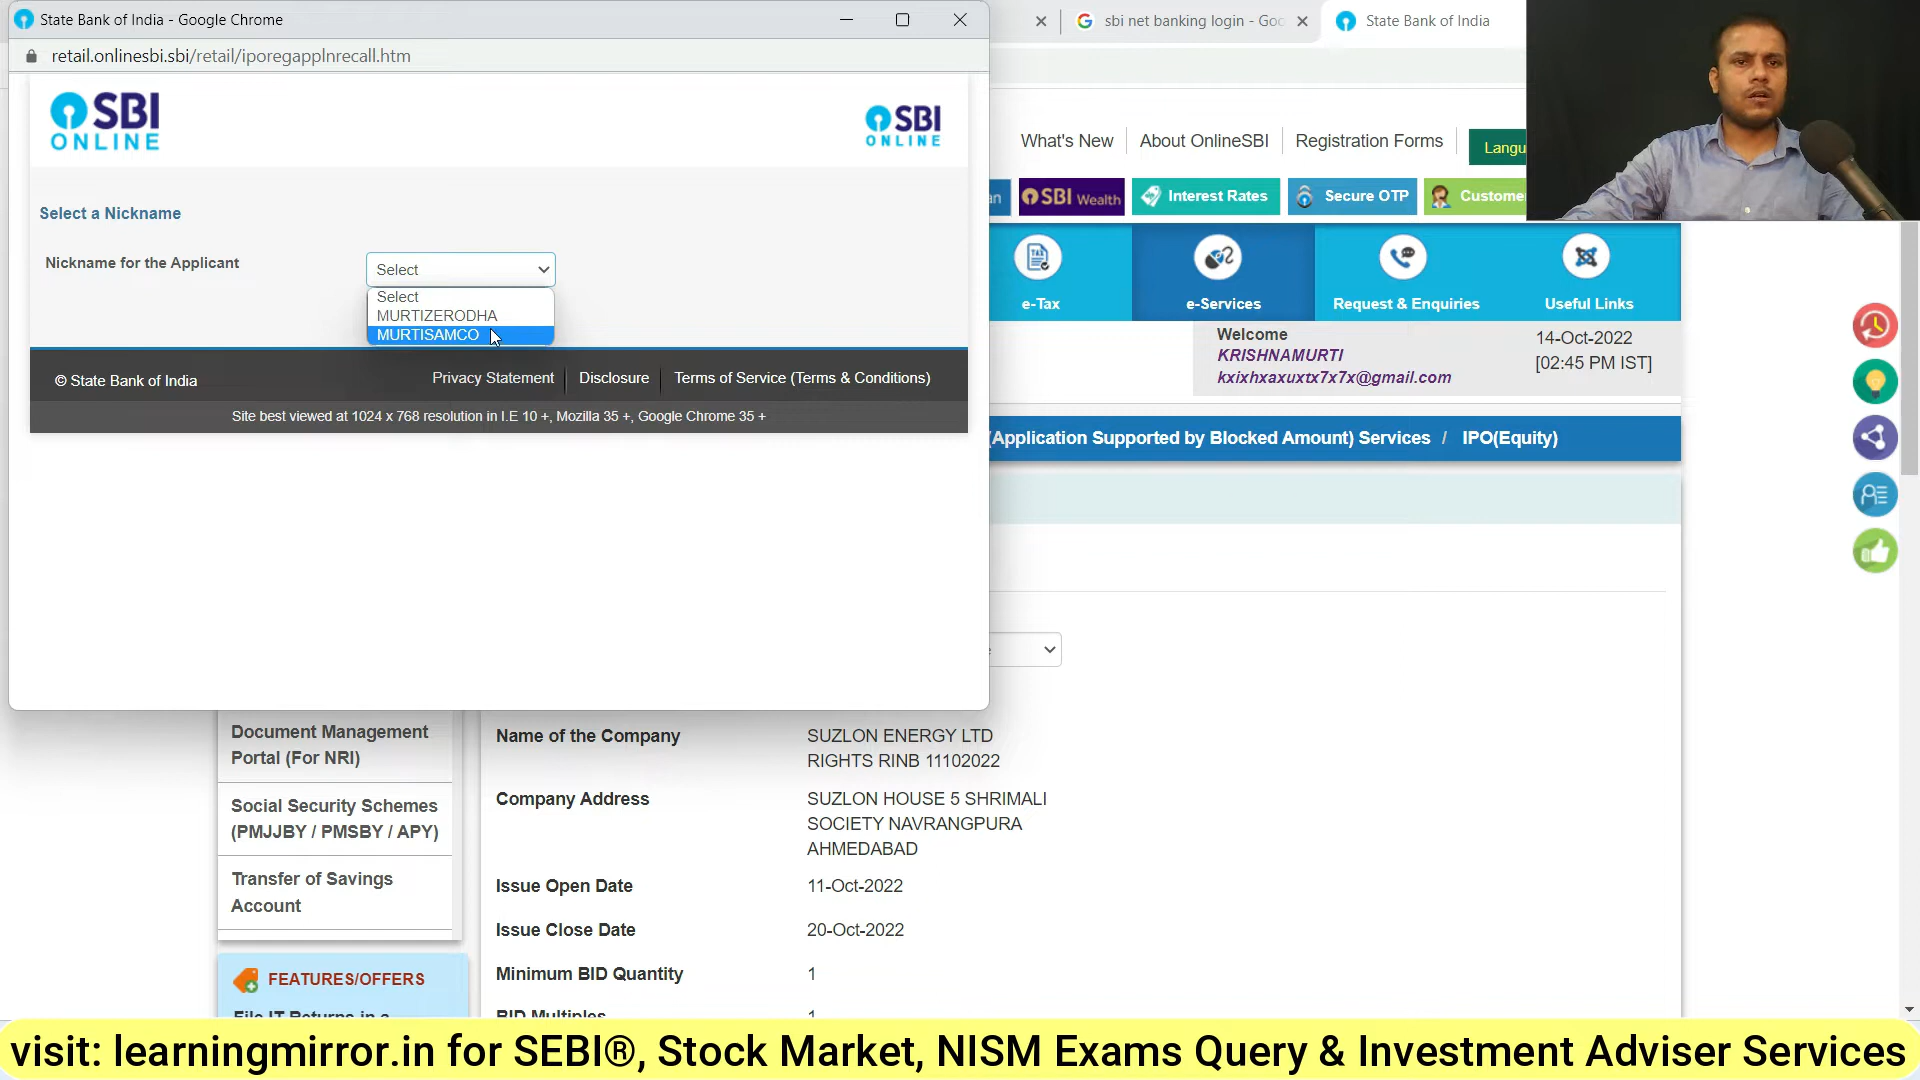 State Bank of India - Google Chrome
sbi net banking login - Goo
State Bank of India
retail.onlinesbi.sbi/retail/iporegapplnrecall.htm
SBI
ONLINE
SBI
ONLINE
What's New
About OnlineSBI
Registration Forms
Langu
SBI Wealth
Interest Rates
Secure OTP
Custome
Select a Nickname
Nickname for the Applicant
Select
Select
MURTIZERODHA
MURTISAMCO
e-Tax
e-Services
Request & Enquiries
Useful Links
Welcome
KRISHNAMURTI
kxixhxaxuxtx7x7x@gmail.com
14-Oct-2022
[02:45 PM IST]
© State Bank of India
Privacy Statement
Disclosure
Terms of Service (Terms & Conditions)
Site best viewed at 1024 x 768 resolution in I.E 10 +, Mozilla 35 +, Google Chrome 35 +
(Application Supported by Blocked Amount) Services / IPO(Equity)
Document Management
Portal (For NRI)
Social Security Schemes
(PMJJBY / PMSBY / APY)
Transfer of Savings
Account
FEATURES/OFFERS
File IT Returns in a
Name of the Company
SUZLON ENERGY LTD
RIGHTS RINB 11102022
Company Address
SUZLON HOUSE 5 SHRIMALI
SOCIETY NAVRANGPURA
AHMEDABAD
Issue Open Date
11-Oct-2022
Issue Close Date
20-Oct-2022
Minimum BID Quantity
1
BID Multiples
1
visit: learningmirror.in for SEBI®, Stock Market, NISM Exams Query & Investment Adviser Services